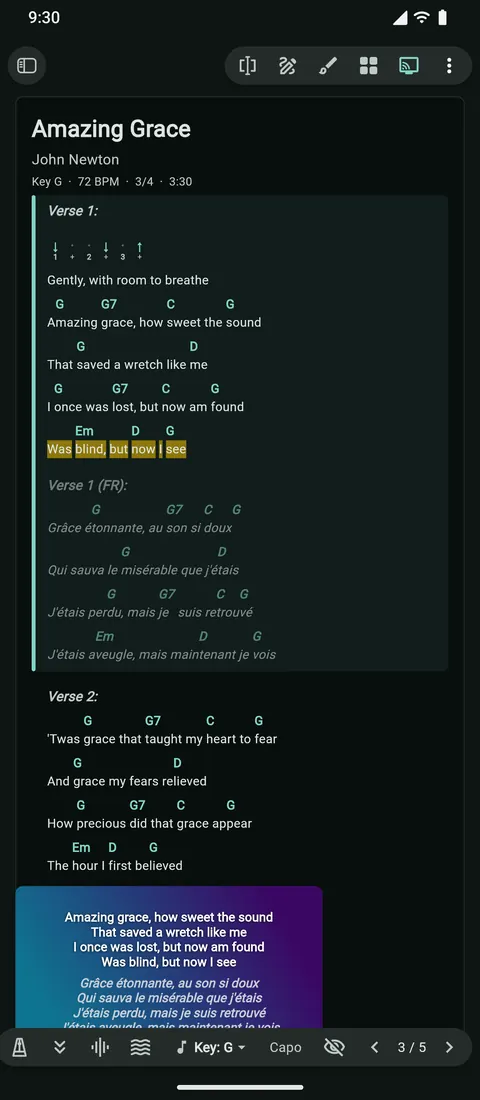 9:30
Amazing Grace
John Newton
Key G · 72 BPM · 3/4 · 3:30
Verse 1:
1 + 2 + 3 +
Gently, with room to breathe
G G7 C G
Amazing grace, how sweet the sound
G D
That saved a wretch like me
G G7 C G
I once was lost, but now am found
Em D G
Was blind, but now I see
Verse 1 (FR):
G G7 C G
Grâce étonnante, au son si doux
G D
Qui sauva le misérable que j'étais
G G7 C G
J'étais perdu, mais je suis retrouvé
Em D G
J'étais aveugle, mais maintenant je vois
Verse 2:
G G7 C G
'Twas grace that taught my heart to fear
G D
And grace my fears relieved
G G7 C G
How precious did that grace appear
Em D G
The hour I first believed
Amazing grace, how sweet the sound
That saved a wretch like me
I once was lost, but now am found
Was blind, but now I see
Grâce étonnante, au son si doux
Qui sauva le misérable que j'étais
J'étais perdu, mais je suis retrouvé
J'étais aveugle, mais maintenant je vois
Key: G Capo 3 / 5